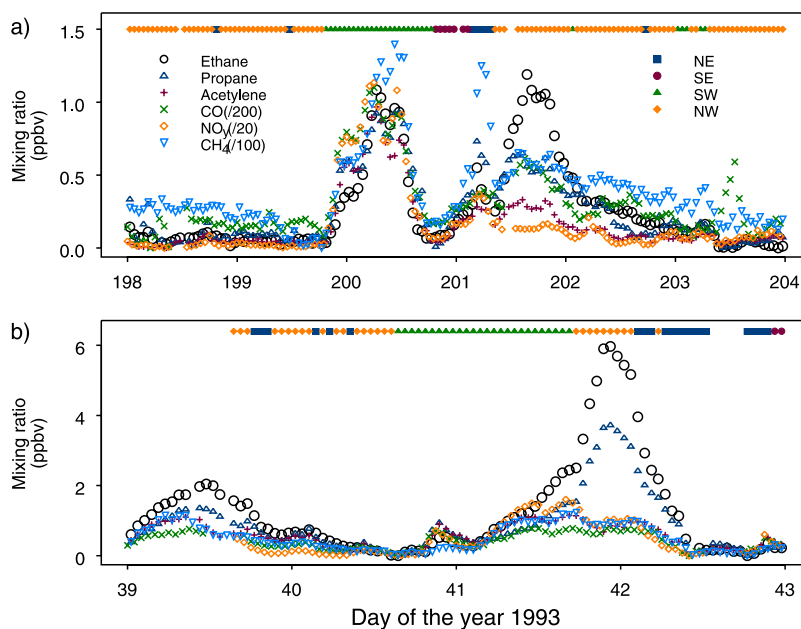 a)
Mixing ratio
(ppbv)
1.5
1.0
0.5
0.0
Ethane
Propane
Acetylene
CO(/200)
NOy(/20)
CH4(/100)
NE
SE
SW
NW
198
199
200
201
202
203
204
b)
Mixing ratio
(ppbv)
6
4
2
0
39
40
41
42
43
Day of the year 1993